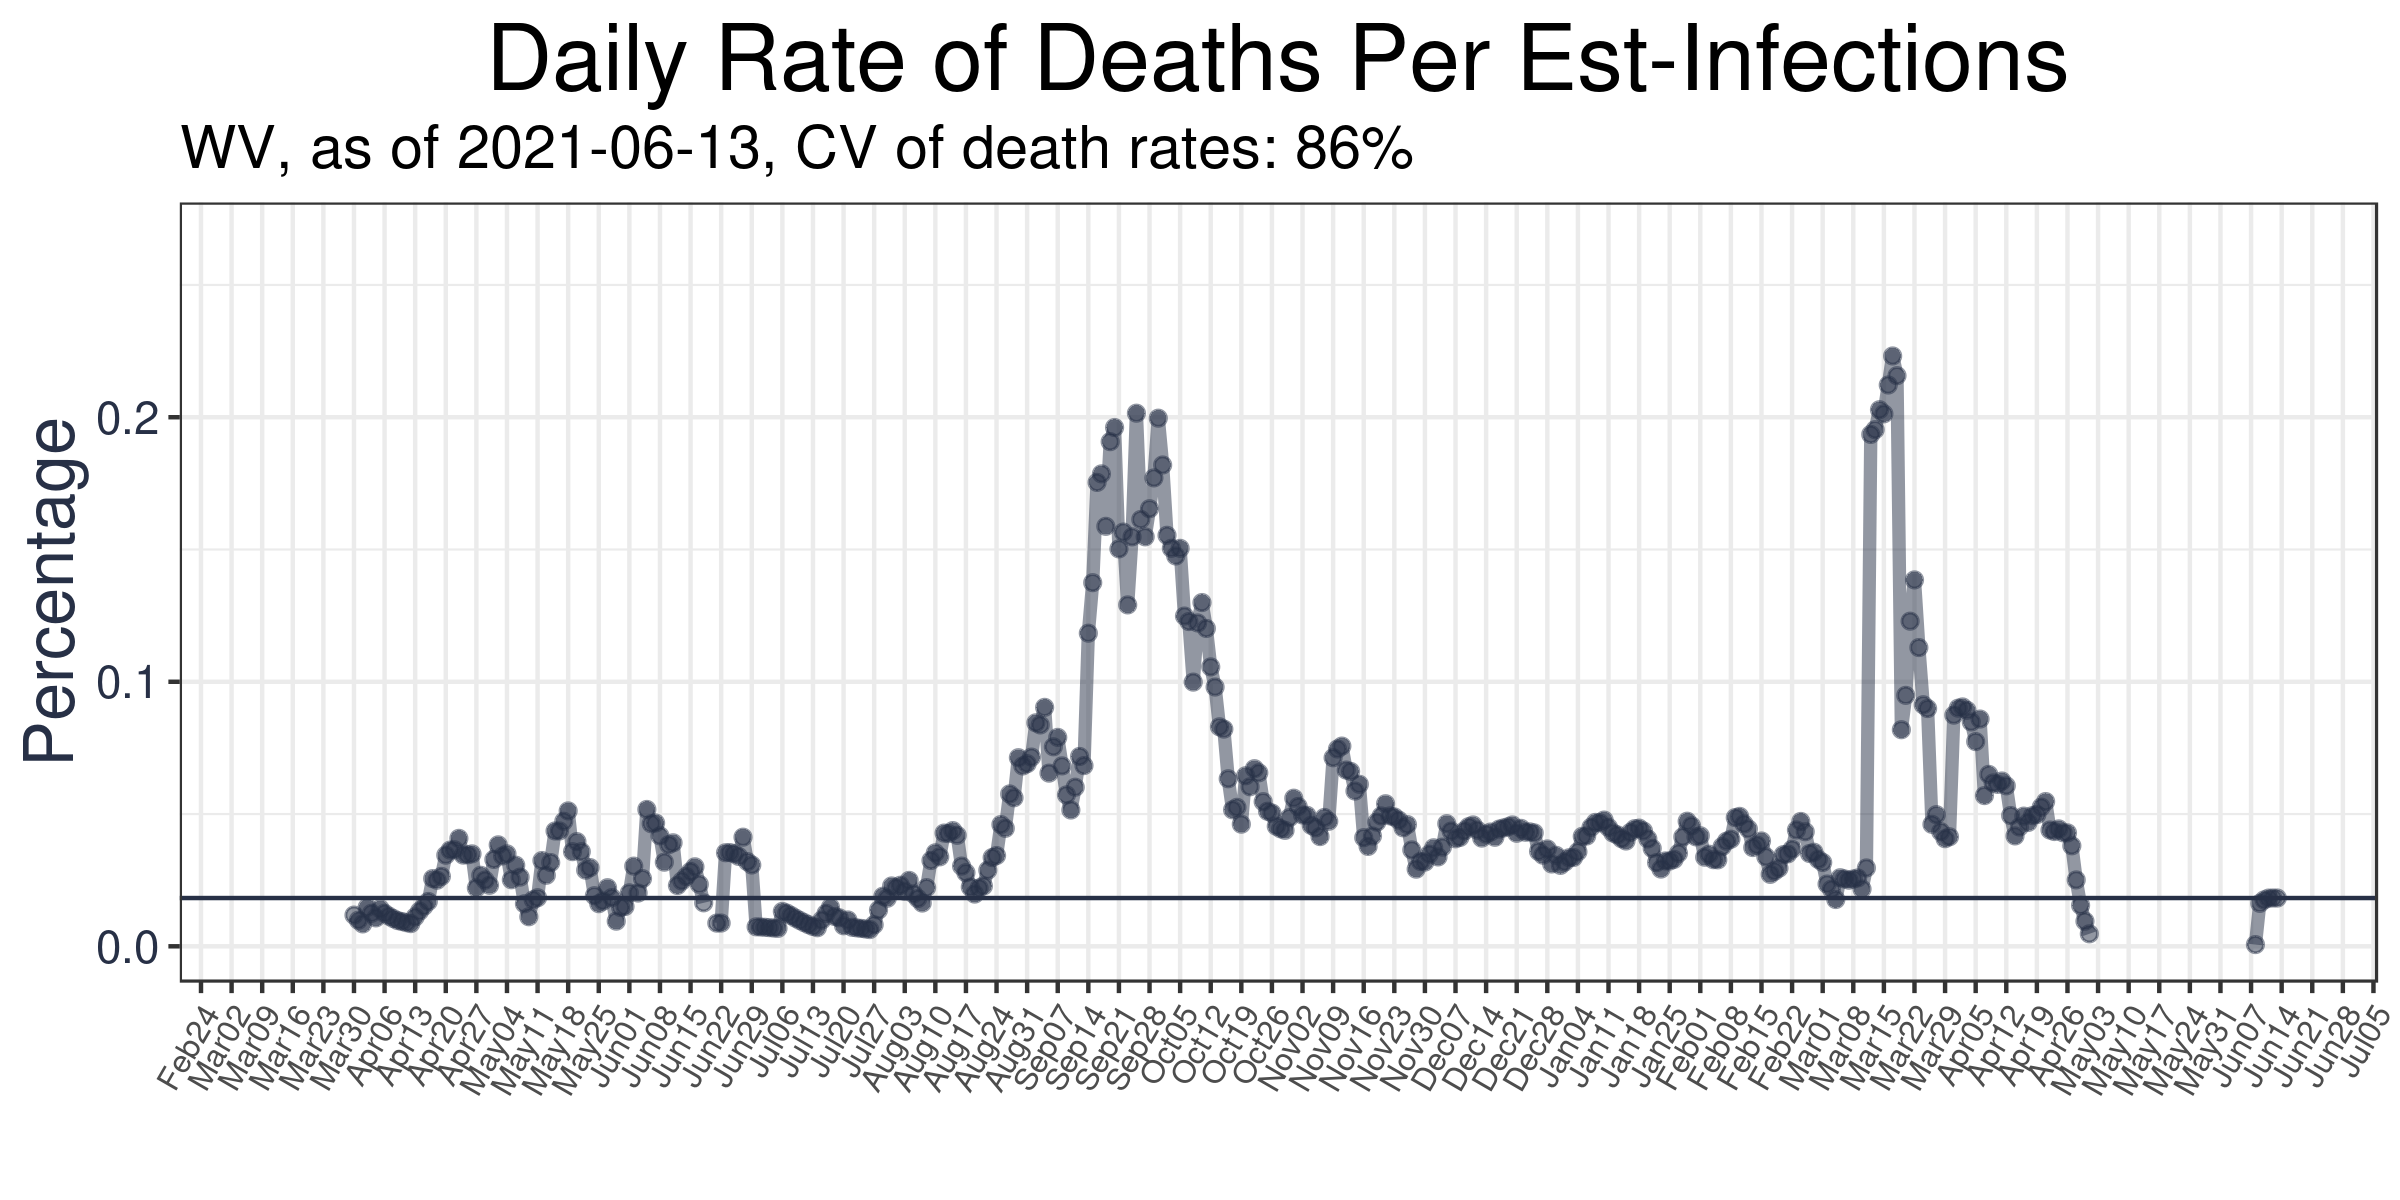 Daily Rate of Deaths Per Est-Infections
WV, as of 2021-06-13, CV of death rates: 86%
Percentage
0.2
0.1
0.0
Feb24
Mar02
Mar09
Mar16
Mar23
Mar30
Apr06
Apr13
Apr20
Apr27
May04
May11
May18
May25
Jun01
Jun08
Jun15
Jun22
Jun29
Jul06
Jul13
Jul20
Jul27
Aug03
Aug10
Aug17
Aug24
Aug31
Sep07
Sep14
Sep21
Sep28
Oct05
Oct12
Oct19
Oct26
Nov02
Nov09
Nov16
Nov23
Nov30
Dec07
Dec14
Dec21
Dec28
Jan04
Jan11
Jan18
Jan25
Feb01
Feb08
Feb15
Feb22
Mar01
Mar08
Mar15
Mar22
Mar29
Apr05
Apr12
Apr19
Apr26
May03
May10
May17
May24
May31
Jun07
Jun14
Jun21
Jun28
Jul05